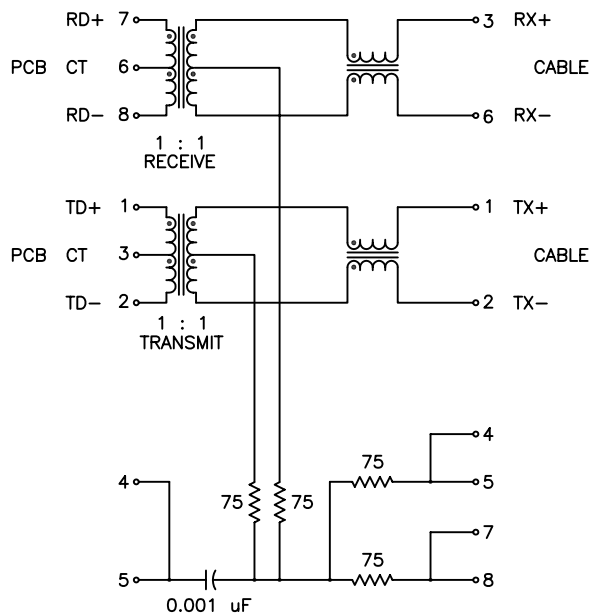 RD+ 7 3 RX+
PCB CT 6 CABLE
RD- 8 6 RX-
1 : 1
RECEIVE
TD+ 1 1 TX+
PCB CT 3 CABLE
TD- 2 2 TX-
1 : 1
TRANSMIT
4
75
4 75 75 5
7
75
5 8
0.001 uF